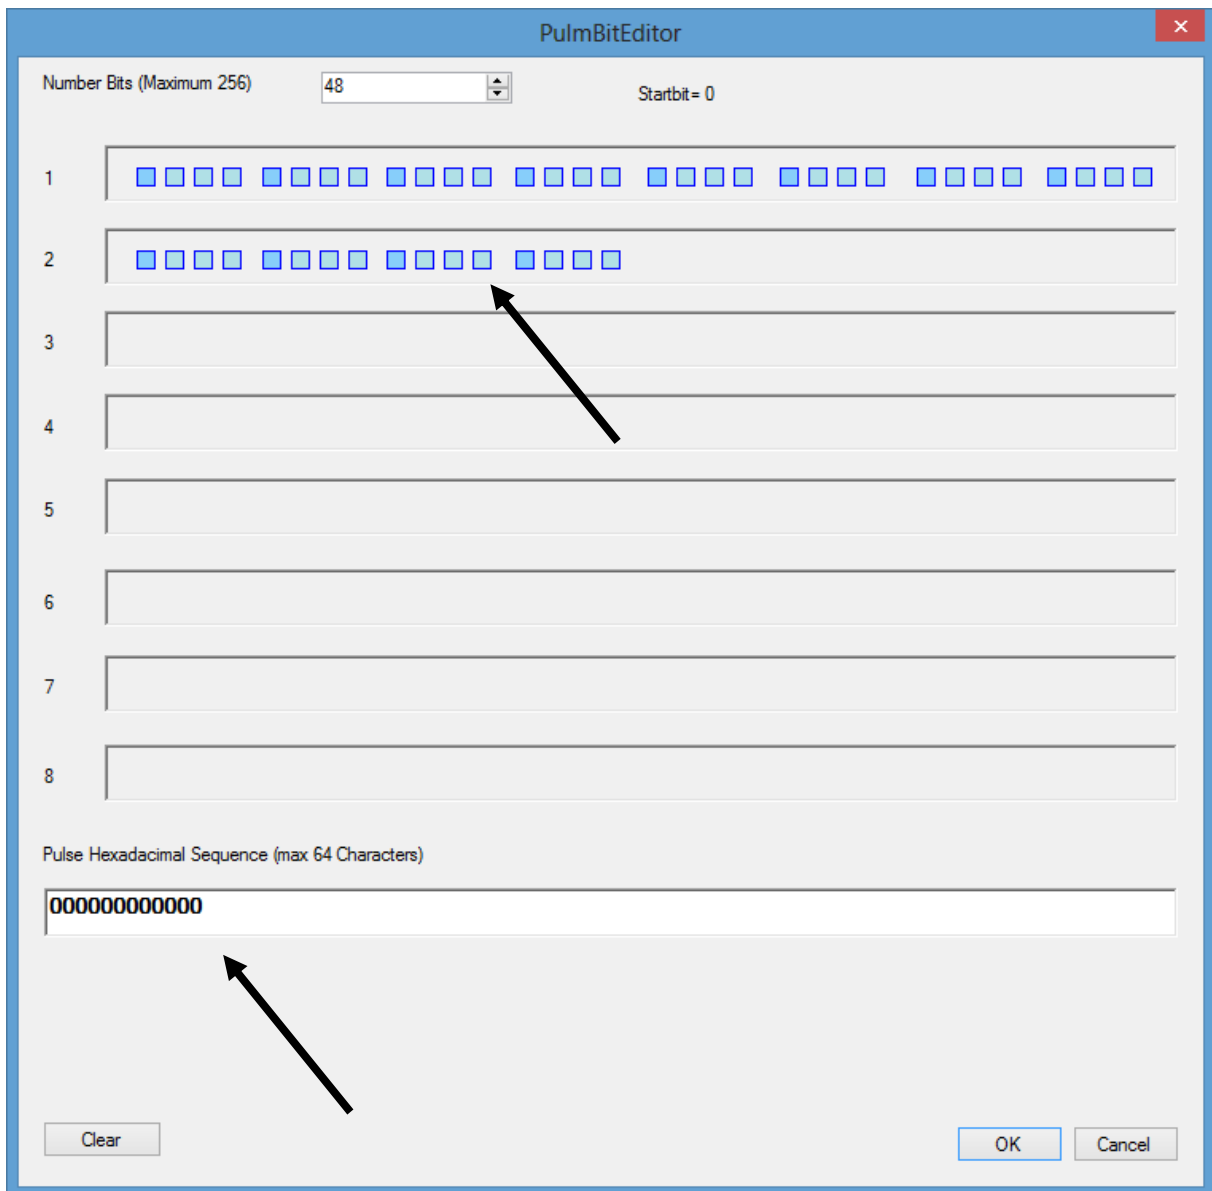 PulmBitEditor
Number Bits (Maximum 256) 48 Startbit= 0
1
2
3
4
5
6
7
8
Pulse Hexadacimal Sequence (max 64 Characters)
000000000000
Clear OK Cancel